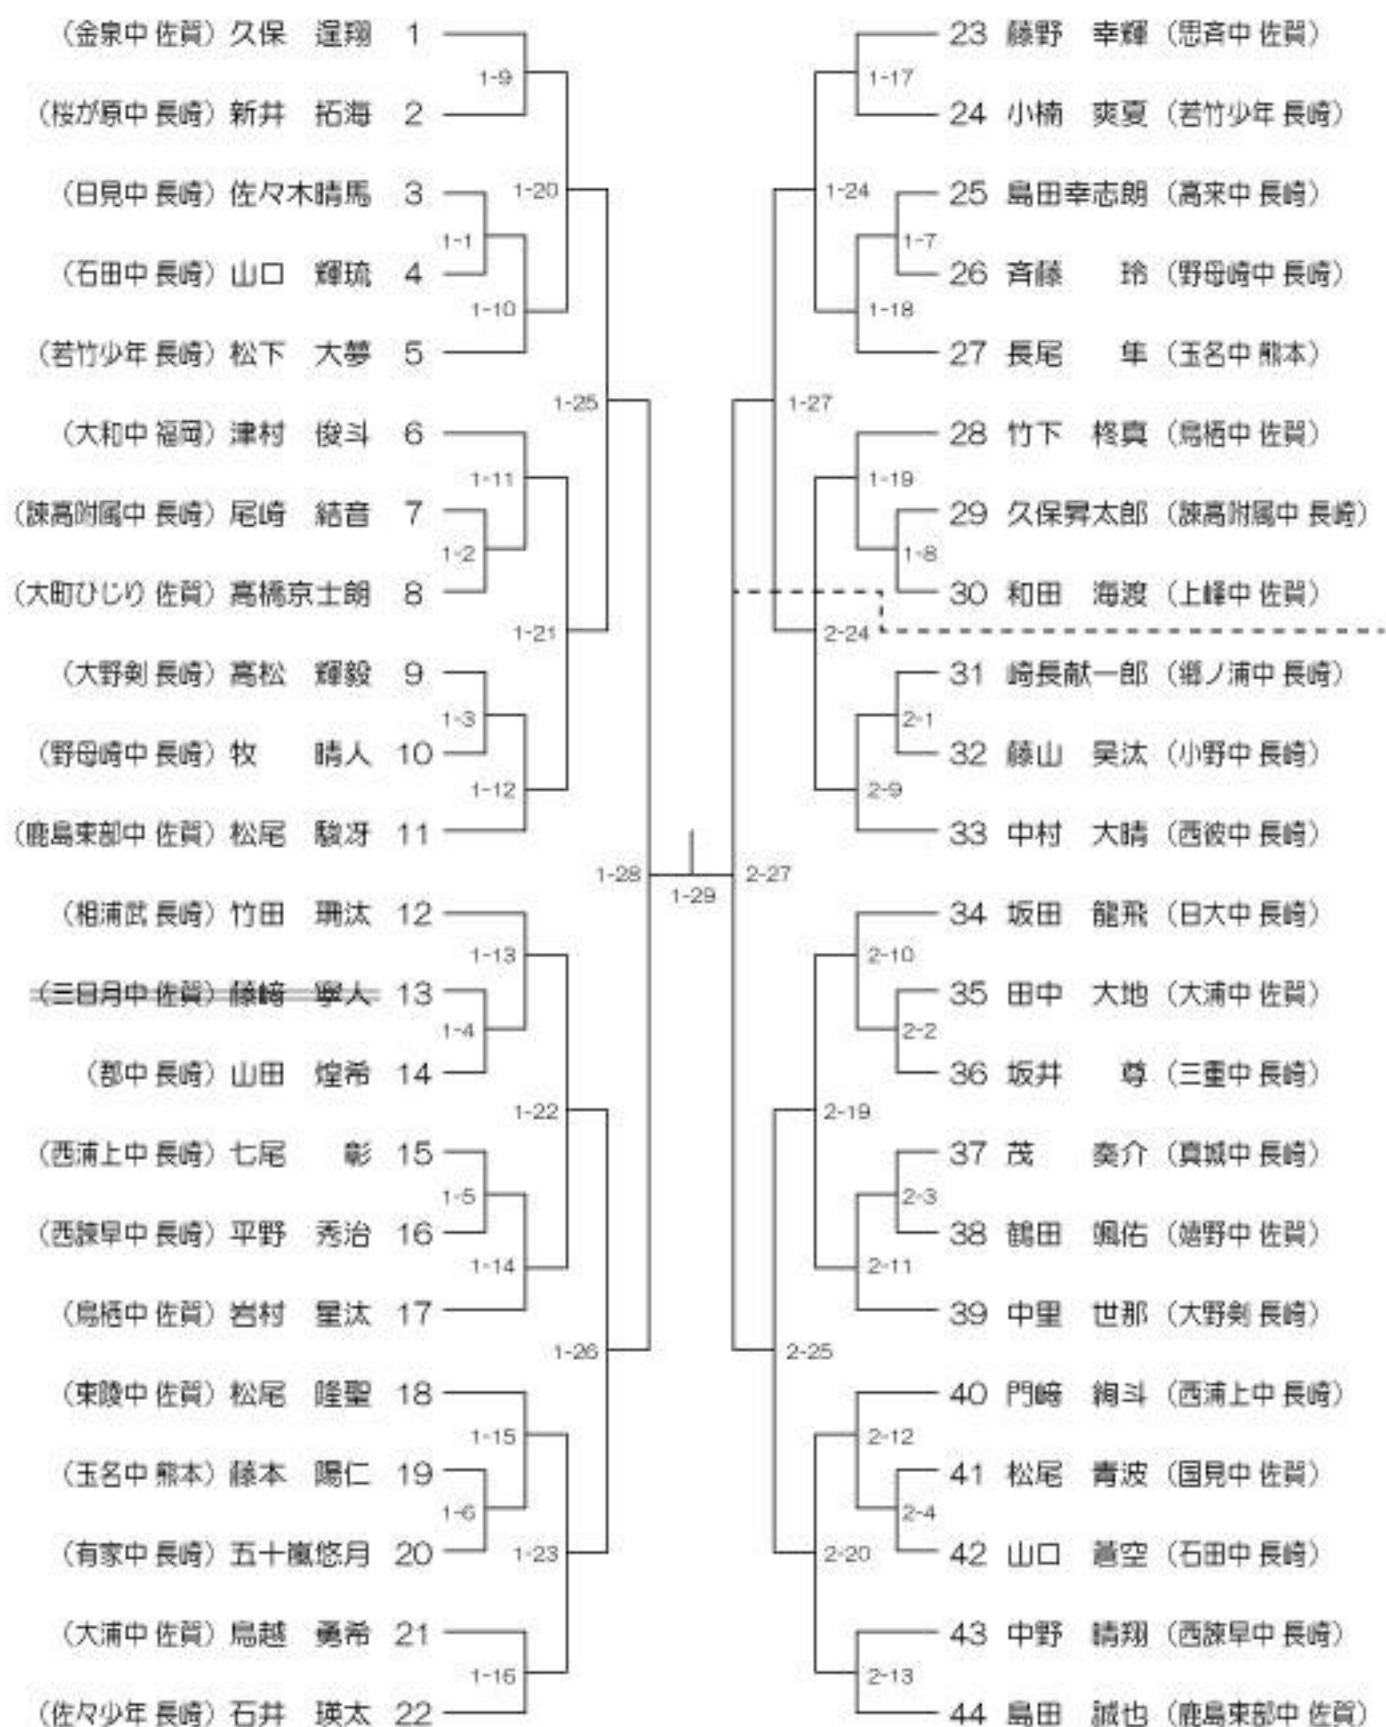 (金泉中 佐賀) 久保 逞翔 1
1-9
(桜が原中 長崎) 新井 拓海 2
1-20
(日見中 長崎) 佐々木晴馬 3
1-1
(石田中 長崎) 山口 輝琉 4
1-10
(若竹少年 長崎) 松下 大夢 5
1-25
(大和中 福岡) 津村 俊斗 6
1-11
(諫高附属中 長崎) 尾崎 結音 7
1-2
(大町ひじり 佐賀) 高橋京士朗 8
1-21
(大野剣 長崎) 高松 輝毅 9
1-3
(野母崎中 長崎) 牧 晴人 10
1-12
(鹿島東部中 佐賀) 松尾 駿冴 11
1-28
(相浦武 長崎) 竹田 珊汰 12
1-13
(三日月中 佐賀) 藤﨑 寧人 13
1-4
(郡中 長崎) 山田 煌希 14
1-22
(西浦上中 長崎) 七尾 彰 15
1-5
(西諫早中 長崎) 平野 秀治 16
1-14
(鳥栖中 佐賀) 岩村 星汰 17
1-26
(東陵中 佐賀) 松尾 隆聖 18
1-15
(玉名中 熊本) 藤本 陽仁 19
1-6
(有家中 長崎) 五十嵐悠月 20
1-23
(大浦中 佐賀) 鳥越 勇希 21
1-16
(佐々少年 長崎) 石井 瑛太 22
1-29
23 藤野 幸輝 (思斉中 佐賀)
1-17
24 小楠 爽夏 (若竹少年 長崎)
1-24
25 島田幸志朗 (高来中 長崎)
1-7
26 斉藤 玲 (野母崎中 長崎)
1-18
27 長尾 隼 (玉名中 熊本)
1-27
28 竹下 柊真 (鳥栖中 佐賀)
1-19
29 久保昇太郎 (諫高附属中 長崎)
1-8
30 和田 海渡 (上峰中 佐賀)
2-24
31 崎長献一郎 (郷ノ浦中 長崎)
2-1
32 藤山 昊汰 (小野中 長崎)
2-9
33 中村 大晴 (西彼中 長崎)
2-27
34 坂田 龍飛 (日大中 長崎)
2-10
35 田中 大地 (大浦中 佐賀)
2-2
36 坂井 尊 (三重中 長崎)
2-19
37 茂 奏介 (真城中 長崎)
2-3
38 鶴田 颯佑 (嬉野中 佐賀)
2-11
39 中里 世那 (大野剣 長崎)
2-25
40 門﨑 絢斗 (西浦上中 長崎)
2-12
41 松尾 青波 (国見中 佐賀)
2-4
42 山口 蒼空 (石田中 長崎)
2-20
43 中野 晴翔 (西諫早中 長崎)
2-13
44 島田 誠也 (鹿島東部中 佐賀)